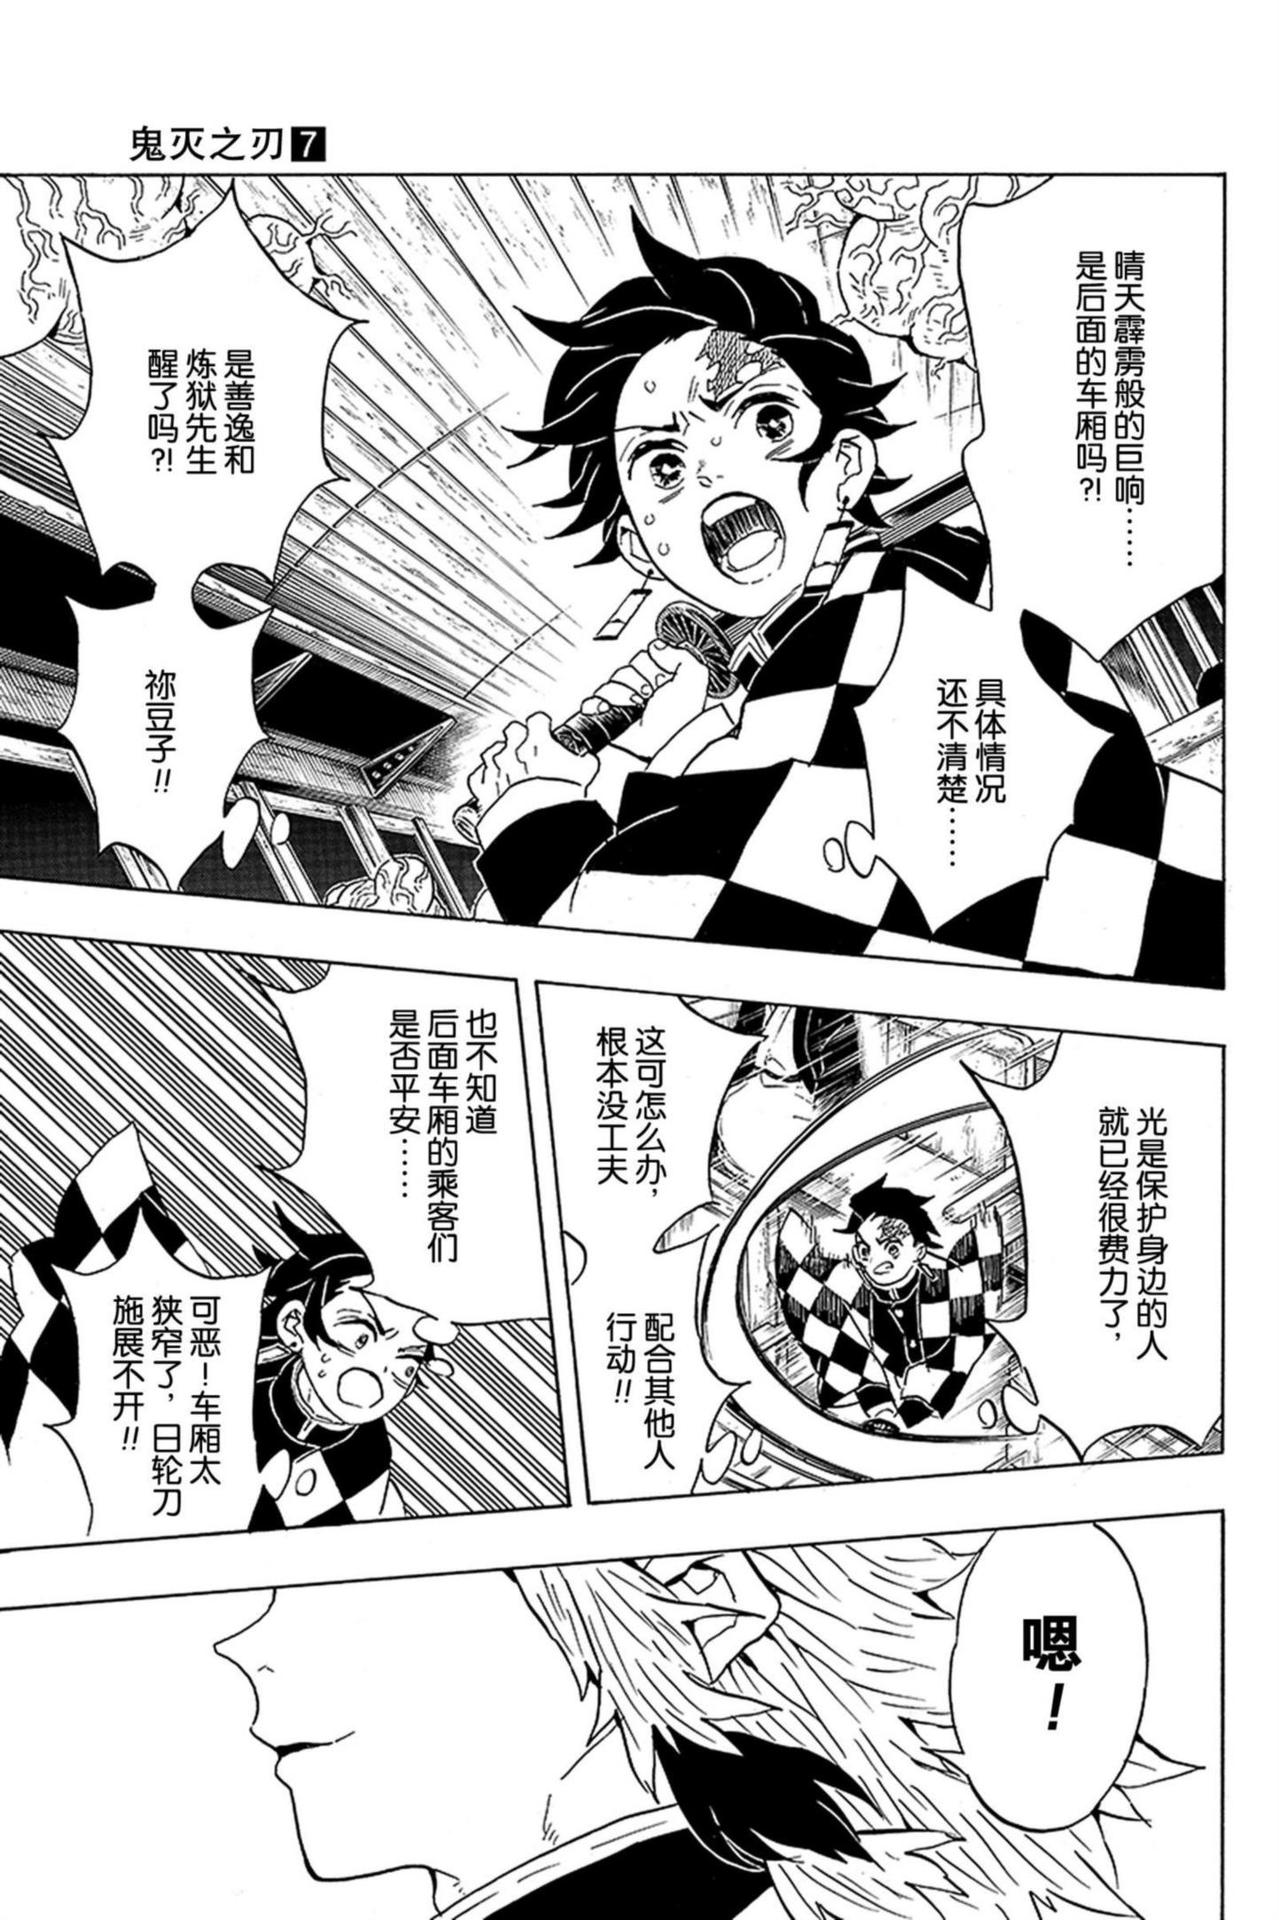 鬼灭之刃7
晴天霹雳般的巨响……
是后面的车厢吗?!
具体情况
还不清楚……
是善逸和
炼狱先生
醒了吗?!
祢豆子!!
光是保护身边的人
就已经很费力了，
这可怎么办，
根本没工夫
配合其他人
行动!!
也不知道
后面车厢的乘客们
是否平安……
可恶！车厢太
狭窄了，日轮刀
施展不开!!
嗯！